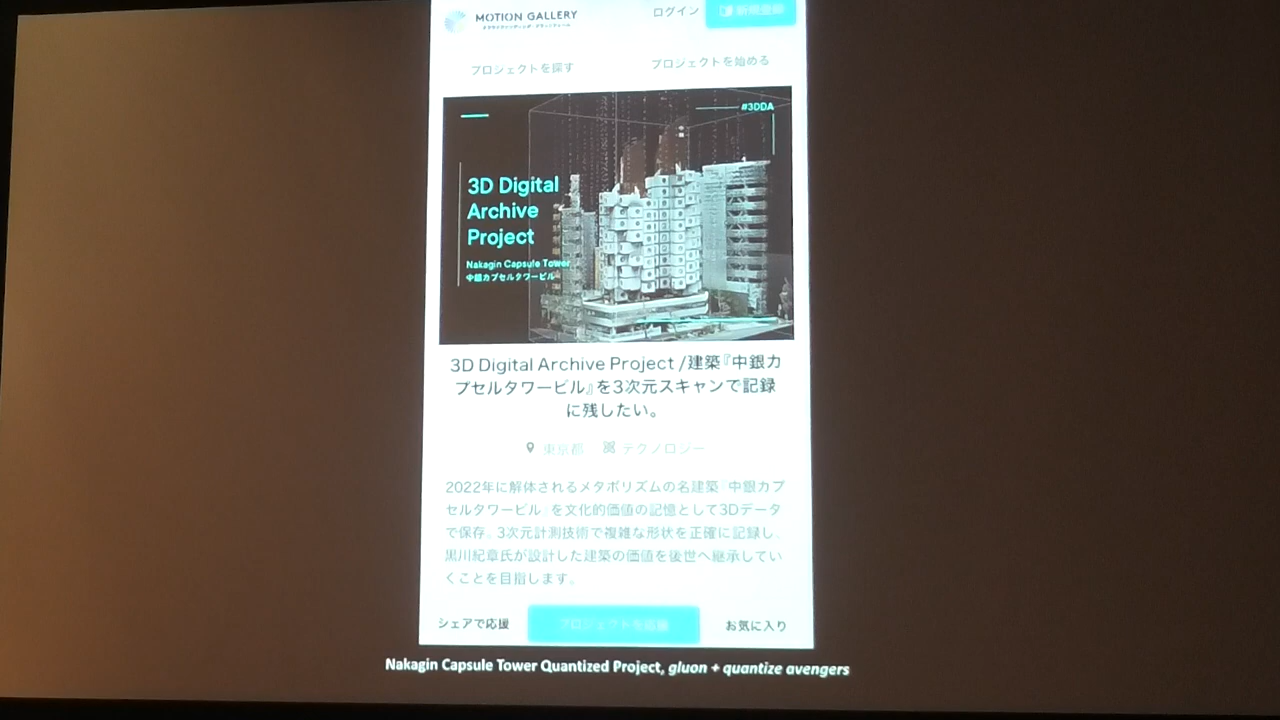 MOTION GALLERY
ログイン
新規登録
プロジェクトを探す
プロジェクトを始める
#3DDA
3D Digital
Archive
Project
Nakagin Capsule Tower
中銀カプセルタワービル
3D Digital Archive Project /建築『中銀カ
プセルタワービル』を3次元スキャンで記録
に残したい。
東京都 テクノロジー
2022年に解体されるメタボリズムの名建築『中銀カプ
セルタワービル』を文化的価値の記憶として3Dデータ
で保存。3次元計測技術で複雑な形状を正確に記録し、
黒川紀章氏が設計した建築の価値を後世へ継承してい
くことを目指します。
シェアで応援
プロジェクトを応援
お気に入り
Nakagin Capsule Tower Quantized Project, gluon + quantize avengers